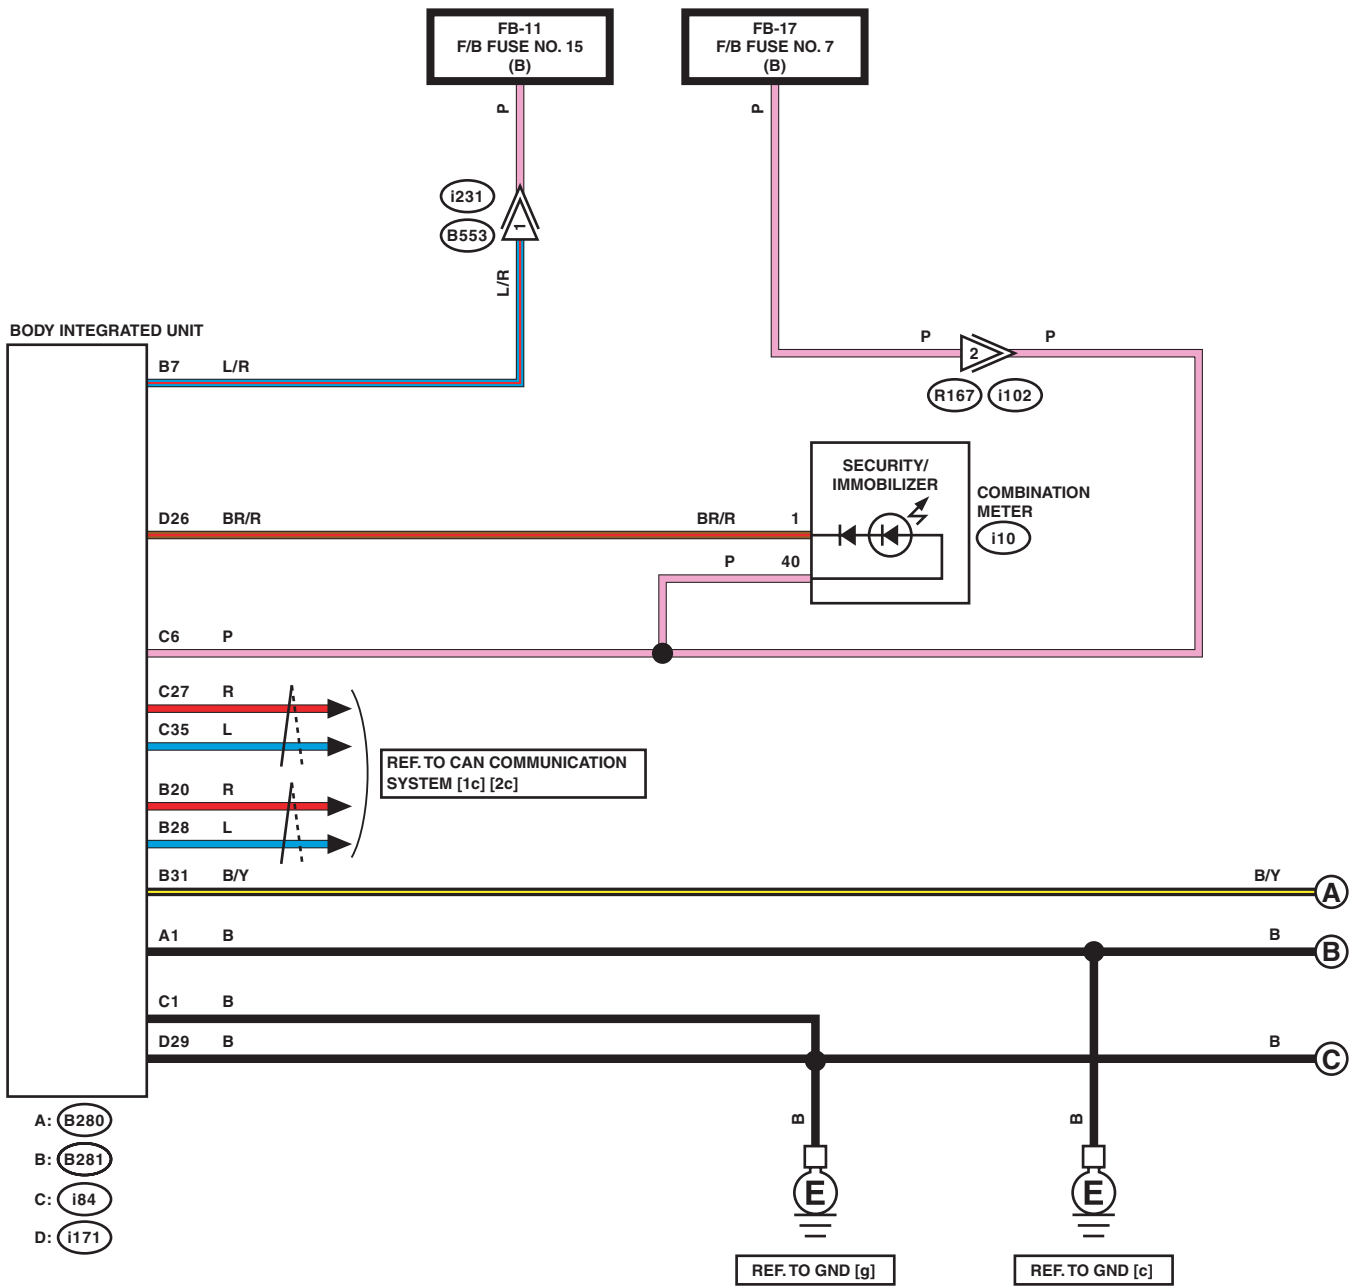 FB-11
F/B FUSE NO. 15
(B)
FB-17
F/B FUSE NO. 7
(B)
P
P
i231
B553
1
L/R
BODY INTEGRATED UNIT
B7 L/R
P
2
P
R167
i102
SECURITY/
IMMOBILIZER
COMBINATION
METER
i10
D26 BR/R
BR/R 1
P 40
C6 P
C27 R
C35 L
REF. TO CAN COMMUNICATION
SYSTEM [1c] [2c]
B20 R
B28 L
B31 B/Y
B/Y
A
A1 B
B
B
C1 B
D29 B
B
C
B
B
A: B280
B: B281
C: i84
D: i171
E
E
REF. TO GND [g]
REF. TO GND [c]